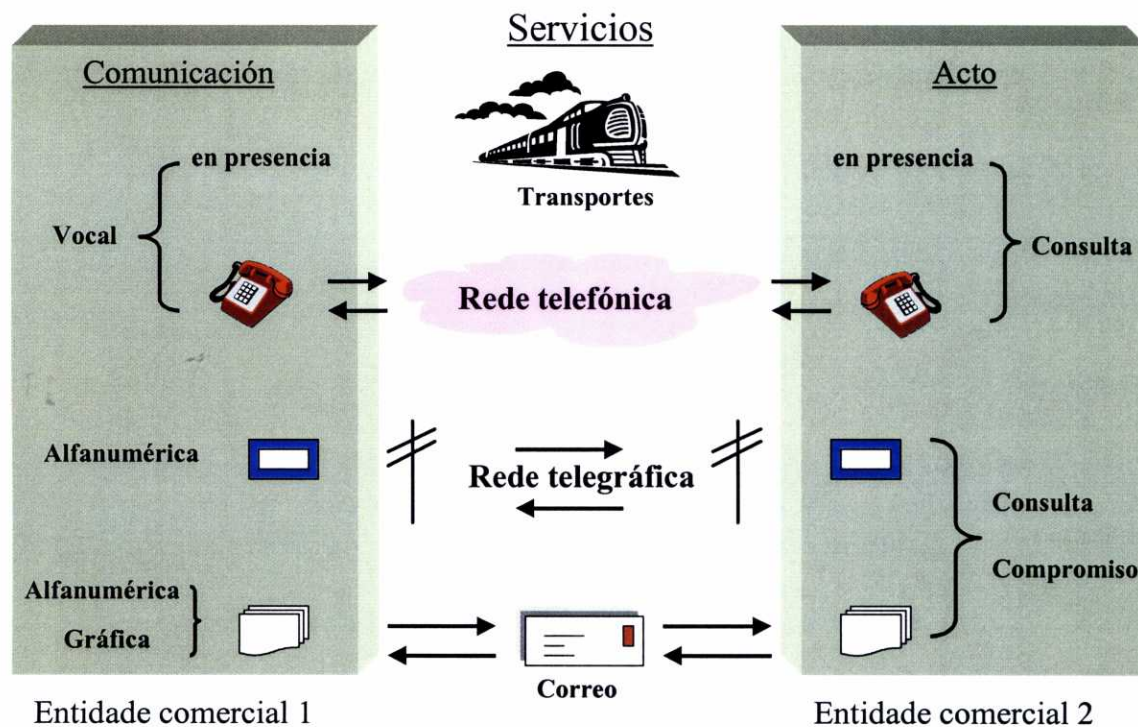 Servicios
Comunicación
Acto
en presencia
en presencia
Transportes
Vocal
Consulta
Rede telefónica
Alfanumérica
Rede telegráfica
Consulta
Compromiso
Alfanumérica
Gráfica
Correo
Entidade comercial 1
Entidade comercial 2